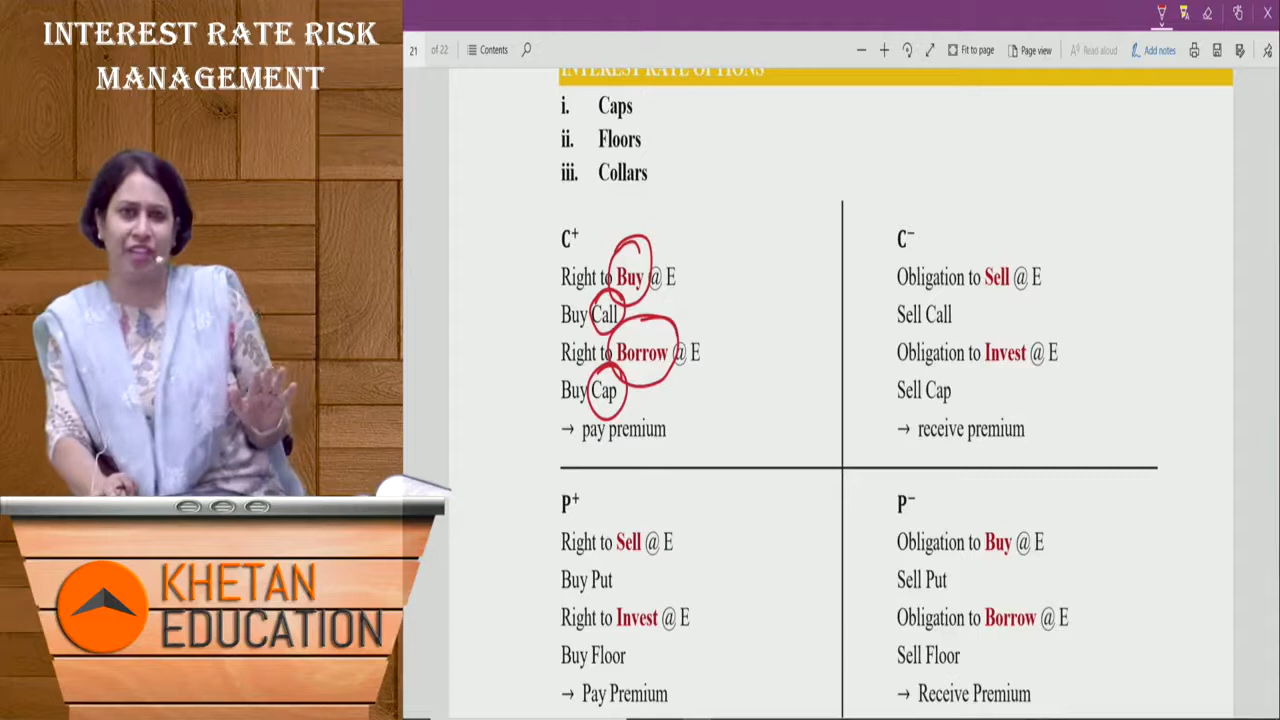 INTEREST RATE RISK
MANAGEMENT
21 of 22 Contents Fit to page Page view Read aloud Add notes
INTEREST RATE OPTIONS
i. Caps
ii. Floors
iii. Collars
C⁺
Right to Buy @ E
Buy Call
Right to Borrow @ E
Buy Cap
→ pay premium
C⁻
Obligation to Sell @ E
Sell Call
Obligation to Invest @ E
Sell Cap
→ receive premium
P⁺
Right to Sell @ E
Buy Put
Right to Invest @ E
Buy Floor
→ Pay Premium
P⁻
Obligation to Buy @ E
Sell Put
Obligation to Borrow @ E
Sell Floor
→ Receive Premium
KHETAN
EDUCATION